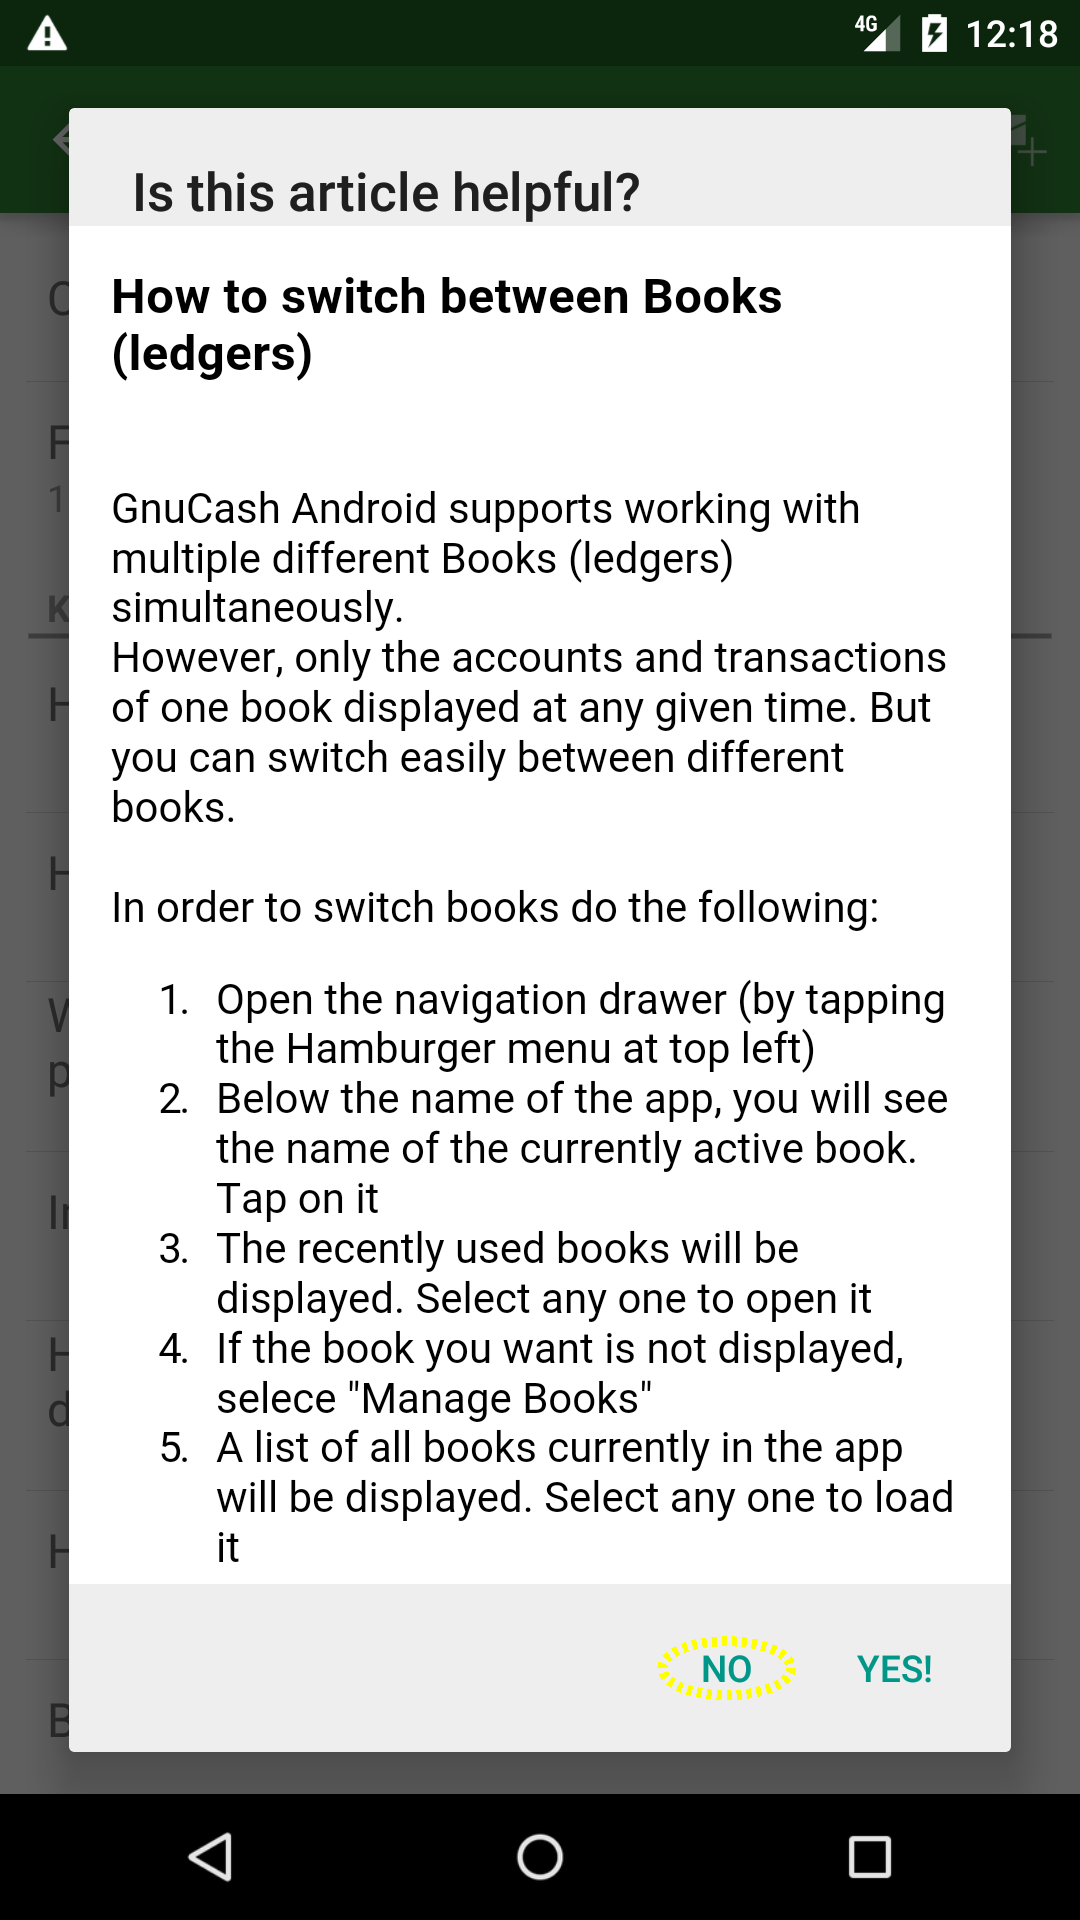 4G 12:18
Is this article helpful?
How to switch between Books
(ledgers)
GnuCash Android supports working with
multiple different Books (ledgers)
simultaneously.
However, only the accounts and transactions
of one book displayed at any given time. But
you can switch easily between different
books.
In order to switch books do the following:
1. Open the navigation drawer (by tapping
the Hamburger menu at top left)
2. Below the name of the app, you will see
the name of the currently active book.
Tap on it
3. The recently used books will be
displayed. Select any one to open it
4. If the book you want is not displayed,
selece "Manage Books"
5. A list of all books currently in the app
will be displayed. Select any one to load
it
NO YES!